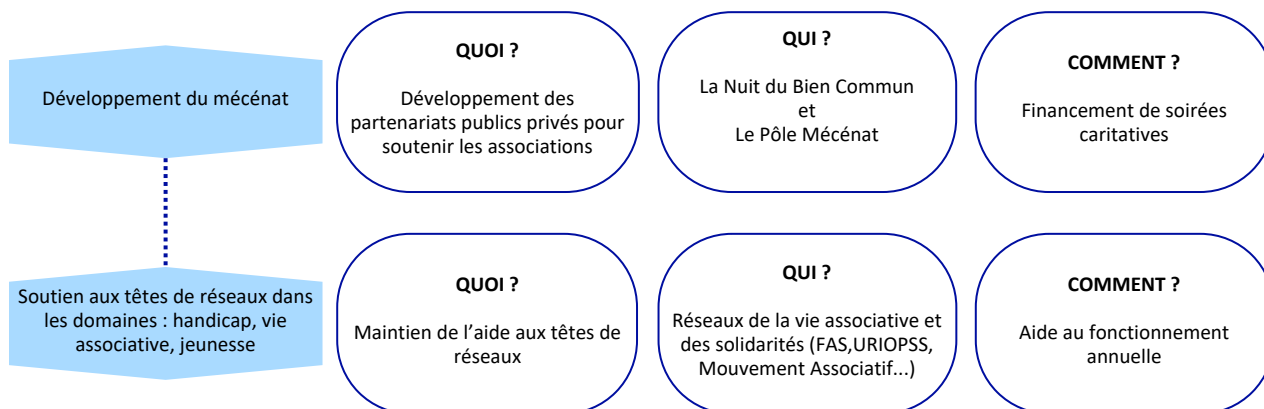 Développement du mécénat
QUOI ?
Développement des
partenariats publics privés pour
soutenir les associations
QUI ?
La Nuit du Bien Commun
et
Le Pôle Mécénat
COMMENT ?
Financement de soirées
caritatives
Soutien aux têtes de réseaux dans
les domaines : handicap, vie
associative, jeunesse
QUOI ?
Maintien de l'aide aux têtes de
réseaux
QUI ?
Réseaux de la vie associative et
des solidarités (FAS,URIOPSS,
Mouvement Associatif...)
COMMENT ?
Aide au fonctionnement
annuelle